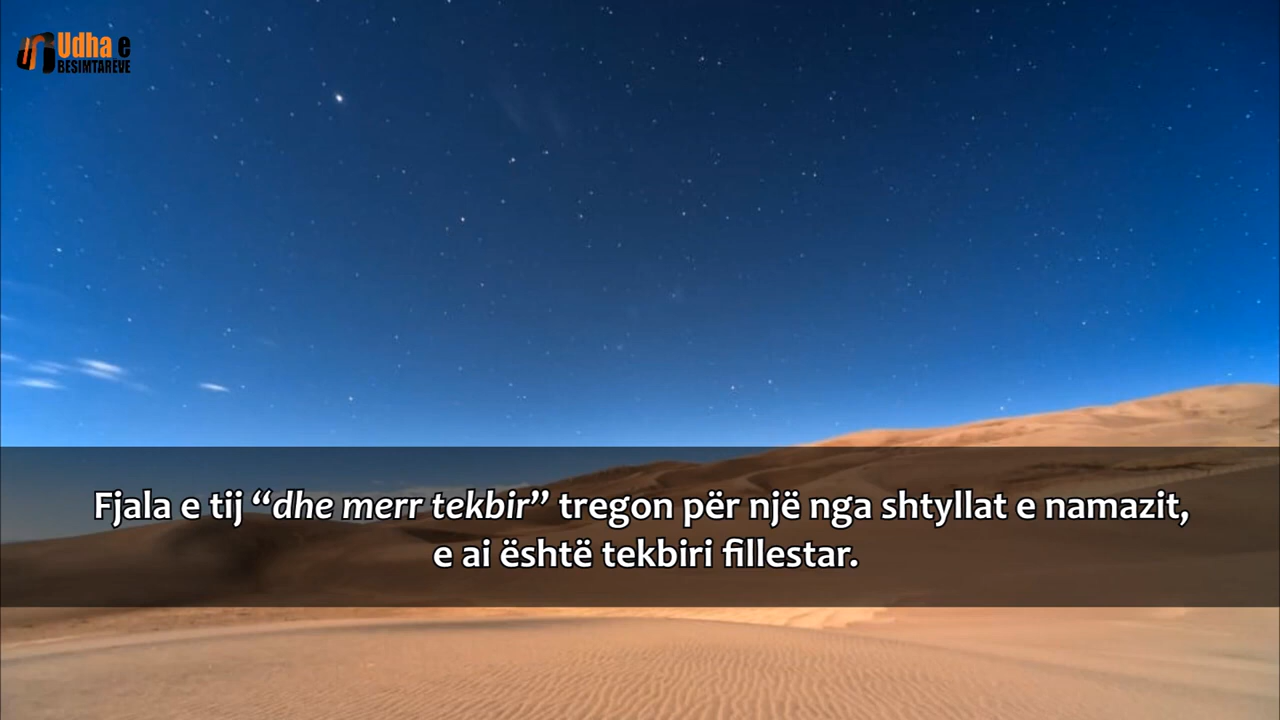 Udha e
BESIMTAREVE
Fjala e tij “dhe merr tekbir” tregon për një nga shtyllat e namazit,
e ai është tekbiri fillestar.